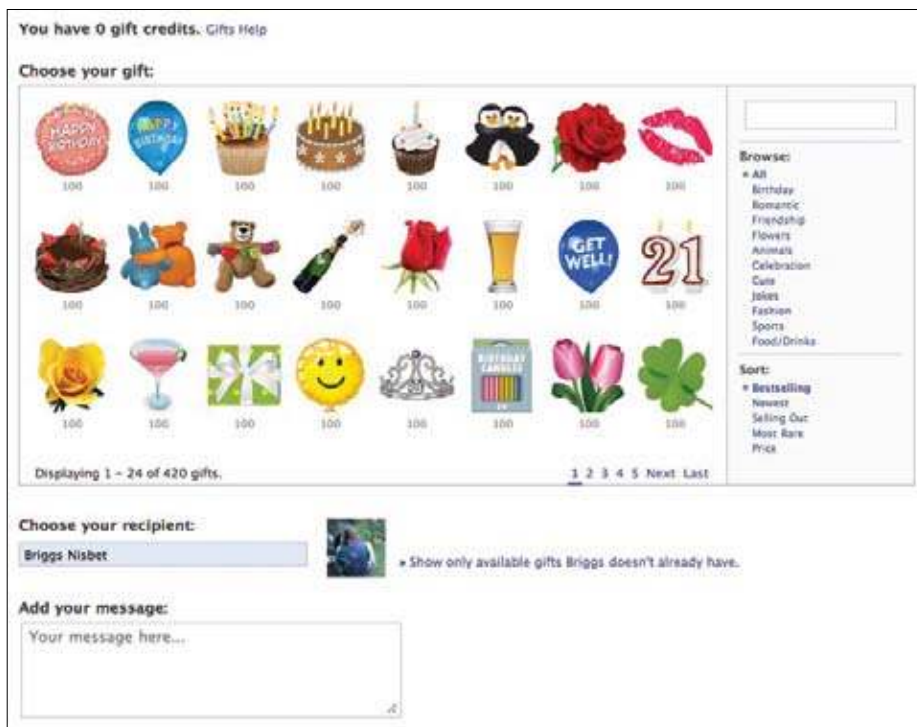 You have 0 gift credits. Gifts Help
Choose your gift:
HAPPY
BIRTHDAY
HAPPY
BIRTHDAY
100 100 100 100 100 100 100 100
GET
WELL!
21
100 100 100 100 100 100 100 100
BIRTHDAY
CANDLES
100 100 100 100 100 100 100 100
Displaying 1 - 24 of 420 gifts.
1 2 3 4 5 Next Last
Browse:
All
Birthday
Romantic
Friendship
Flowers
Animals
Celebration
Cute
Jokes
Fashion
Sports
Food/Drinks
Sort:
Bestselling
Newest
Selling Out
Most Rare
Price
Choose your recipient:
Briggs Nisbet
» Show only available gifts Briggs doesn't already have.
Add your message:
Your message here...